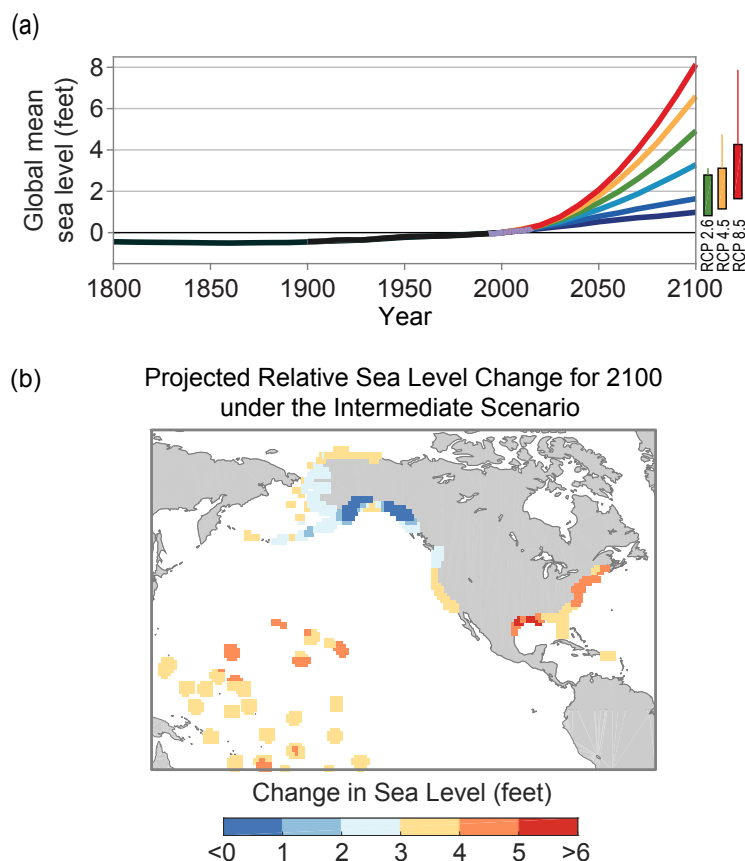 (a)
Global mean
sea level (feet)
8
6
4
2
0
1800 1850 1900 1950 2000 2050 2100
Year
RCP 2.6
RCP 4.5
RCP 8.5
(b)
Projected Relative Sea Level Change for 2100
under the Intermediate Scenario
Change in Sea Level (feet)
<0 1 2 3 4 5 >6